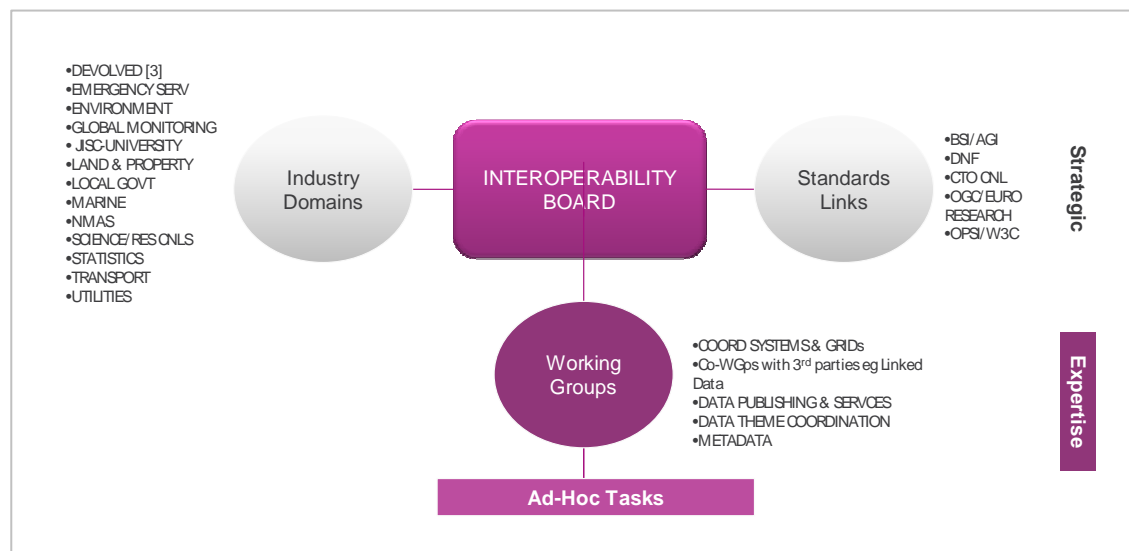 •DEVOLVED [3]
•EMERGENCY SERV
•ENVIRONMENT
•GLOBAL MONITORING
• JISC-UNIVERSITY
•LAND & PROPERTY
•LOCAL GOVT
•MARINE
•NMAS
•SCIENCE/RES CNLS
•STATISTICS
•TRANSPORT
•UTILITIES
Industry
Domains
INTEROPERABILITY
BOARD
Standards
Links
•BSI/AGI
•DNF
•CTO CNL
•OGC/EURO
RESEARCH
•OPSI/W3C
Strategic
Working
Groups
•COORD SYSTEMS & GRIDs
•Co-WGps with 3rd parties eg Linked
Data
•DATA PUBLISHING & SERVCES
•DATA THEME COORDINATION
•METADATA
Expertise
Ad-Hoc Tasks